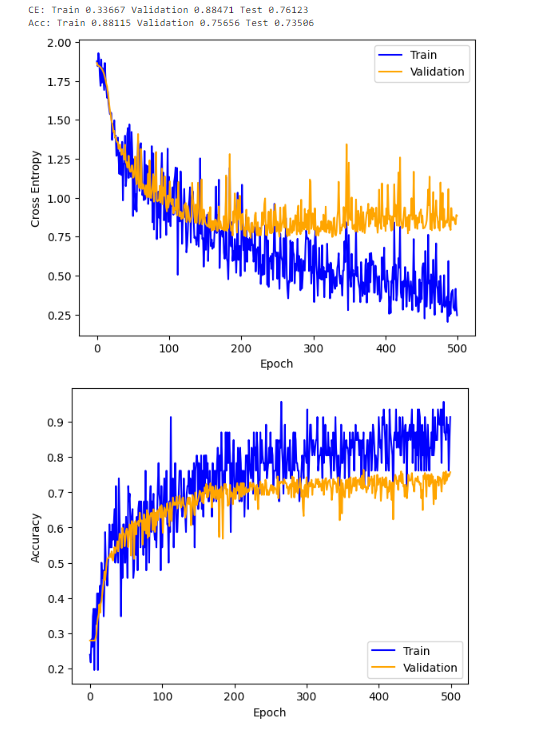 CE: Train 0.33667 Validation 0.88471 Test 0.76123
Acc: Train 0.88115 Validation 0.75656 Test 0.73506
2.00
1.75
1.50
1.25
1.00
0.75
0.50
0.25
Cross Entropy
Train
Validation
0 100 200 300 400 500
Epoch
0.9
0.8
0.7
0.6
0.5
0.4
0.3
0.2
Accuracy
Train
Validation
0 100 200 300 400 500
Epoch